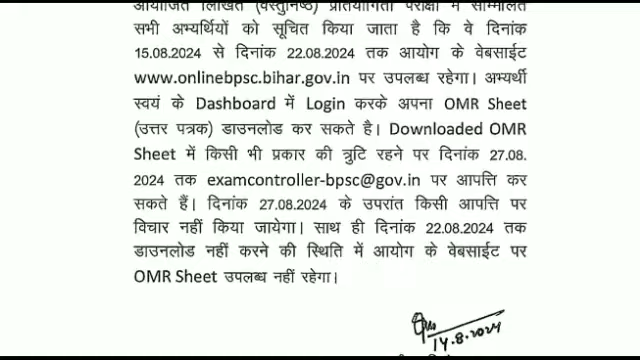 आयोजित लिखित (वस्तुनिष्ठ) प्रतियोगिता परीक्षा में सम्मिलित
सभी अभ्यर्थियों को सूचित किया जाता है कि वे दिनांक
15.08.2024 से दिनांक 22.08.2024 तक आयोग के वेबसाईट
www.onlinebpsc.bihar.gov.in पर उपलब्ध रहेगा। अभ्यर्थी
स्वयं के Dashboard में Login करके अपना OMR Sheet
(उत्तर पत्रक) डाउनलोड कर सकते है। Downloaded OMR
Sheet में किसी भी प्रकार की त्रुटि रहने पर दिनांक 27.08.
2024 तक examcontroller-bpsc@gov.in पर आपत्ति कर
सकते हैं। दिनांक 27.08.2024 के उपरांत किसी आपत्ति पर
विचार नहीं किया जायेगा। साथ ही दिनांक 22.08.2024 तक
डाउनलोड नहीं करने की स्थिति में आयोग के वेबसाईट पर
OMR Sheet उपलब्ध नहीं रहेगा।
14.8.2024